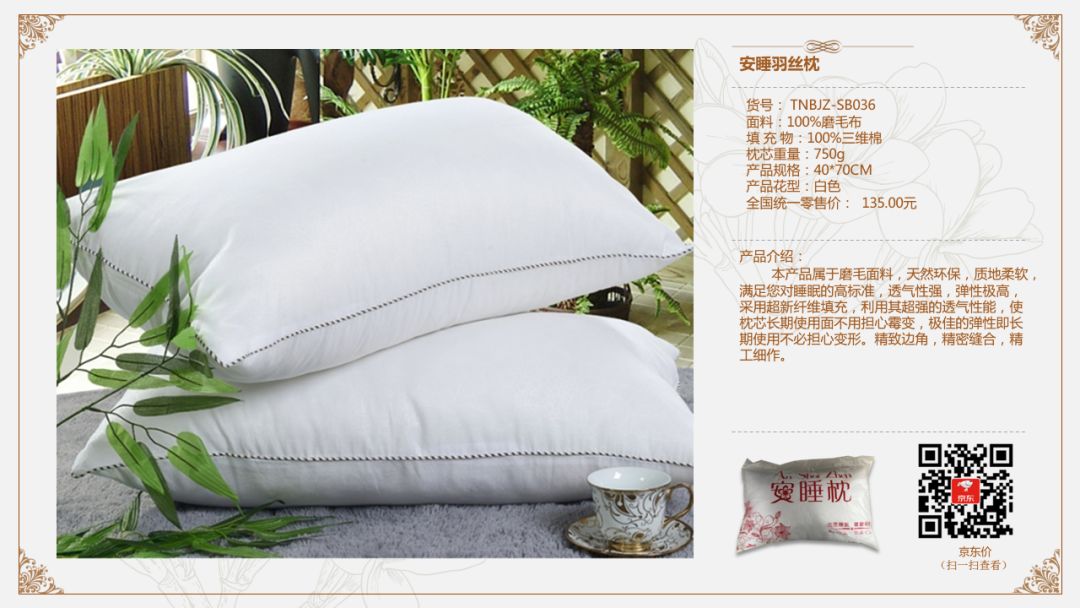 安睡羽丝枕
货号： TNBJZ-SB036
面料：100%磨毛布
填 充 物：100%三维棉
枕芯重量：750g
产品规格：40*70CM
产品花型：白色
全国统一零售价： 135.00元
产品介绍：
本产品属于磨毛面料，天然环保，质地柔软，
满足您对睡眠的高标准，透气性强，弹性极高，
采用超新纤维填充，利用其超强的透气性能，使
枕芯长期使用面不用担心霉变，极佳的弹性即长
期使用不必担心变形。精致边角，精密缝合，精
工细作。
安睡枕
京东
京东价
（扫一扫查看）